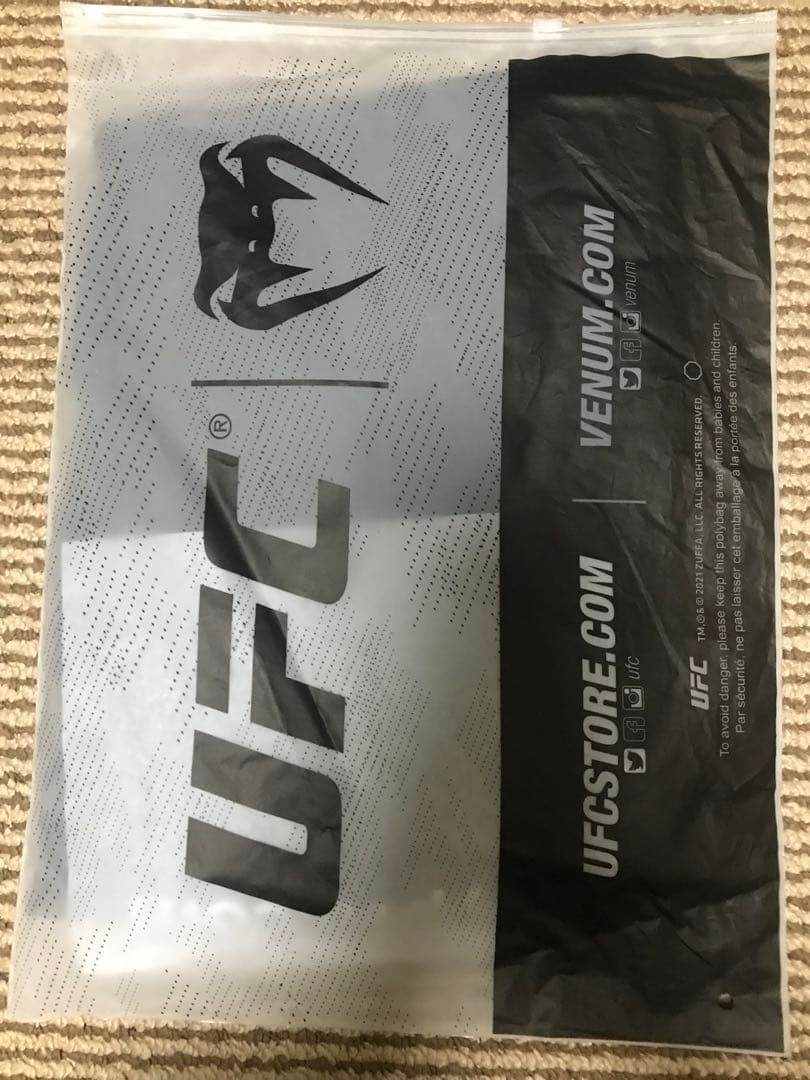 UFC®
UFCSTORE.COM | VENUM.COM
ufc
venum
UFC TM,®& © 2021 ZUFFA, LLC. ALL RIGHTS RESERVED.
To avoid danger, please keep this polybag away from babies and children.
Par sécurité, ne pas laisser cet emballage à la portée des enfants.